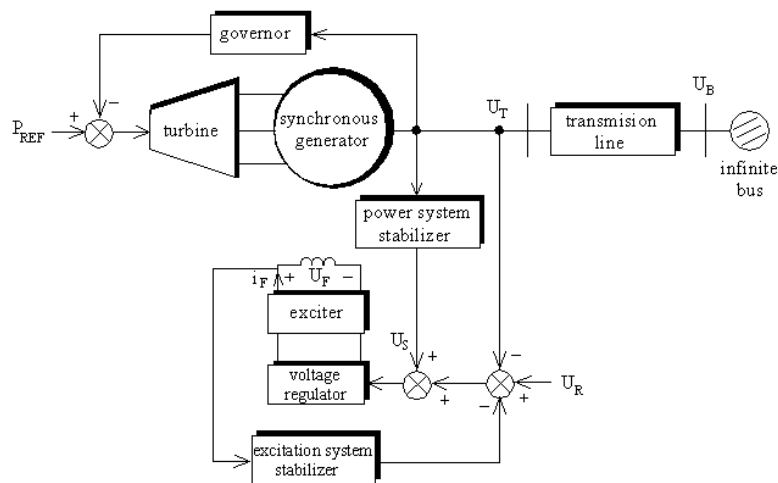 governor
U_T
U_B
P_REF
+
−
turbine
synchronous
generator
transmision
line
infinite
bus
power system
stabilizer
i_F
+
U_F
−
exciter
U_S
+
−
voltage
regulator
+
−
+
U_R
excitation system
stabilizer